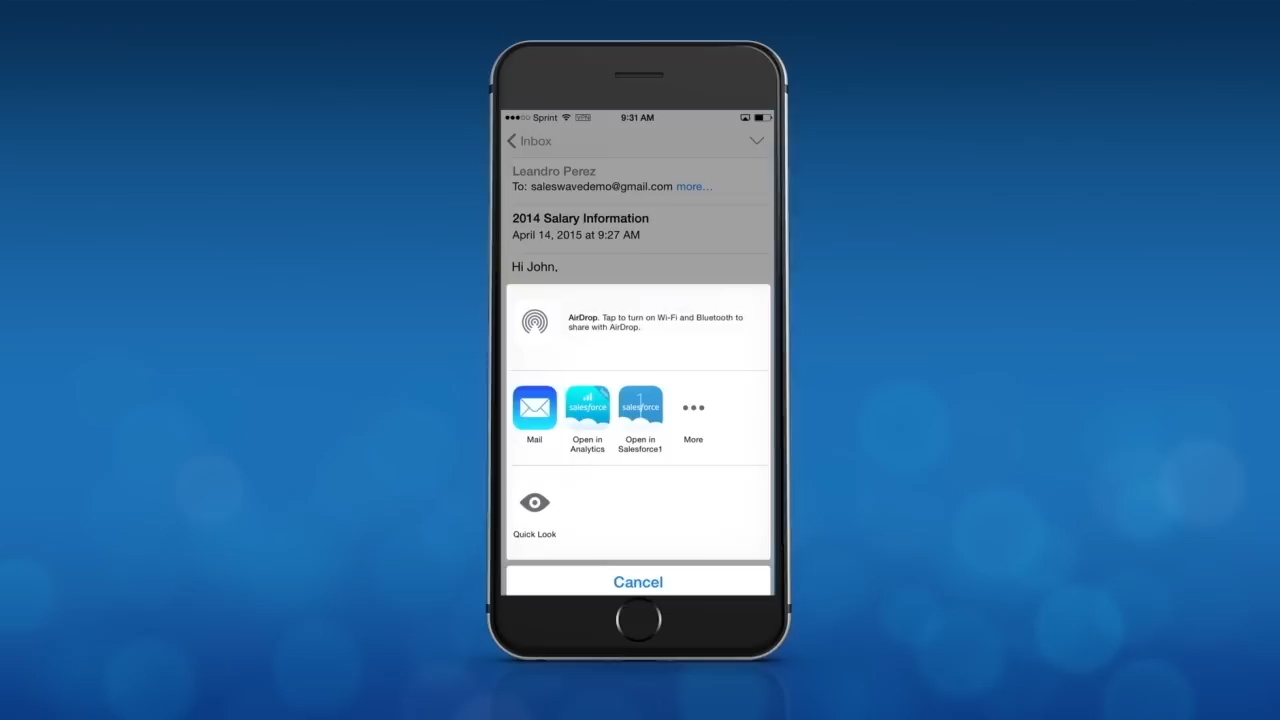 Sprint VPN 9:31 AM
Inbox
Leandro Perez
To: saleswavedemo@gmail.com more...
2014 Salary Information
April 14, 2015 at 9:27 AM
Hi John,
AirDrop. Tap to turn on Wi-Fi and Bluetooth to
share with AirDrop.
salesforce
1
salesforce
Mail
Open in
Analytics
Open in
Salesforce1
More
Quick Look
Cancel